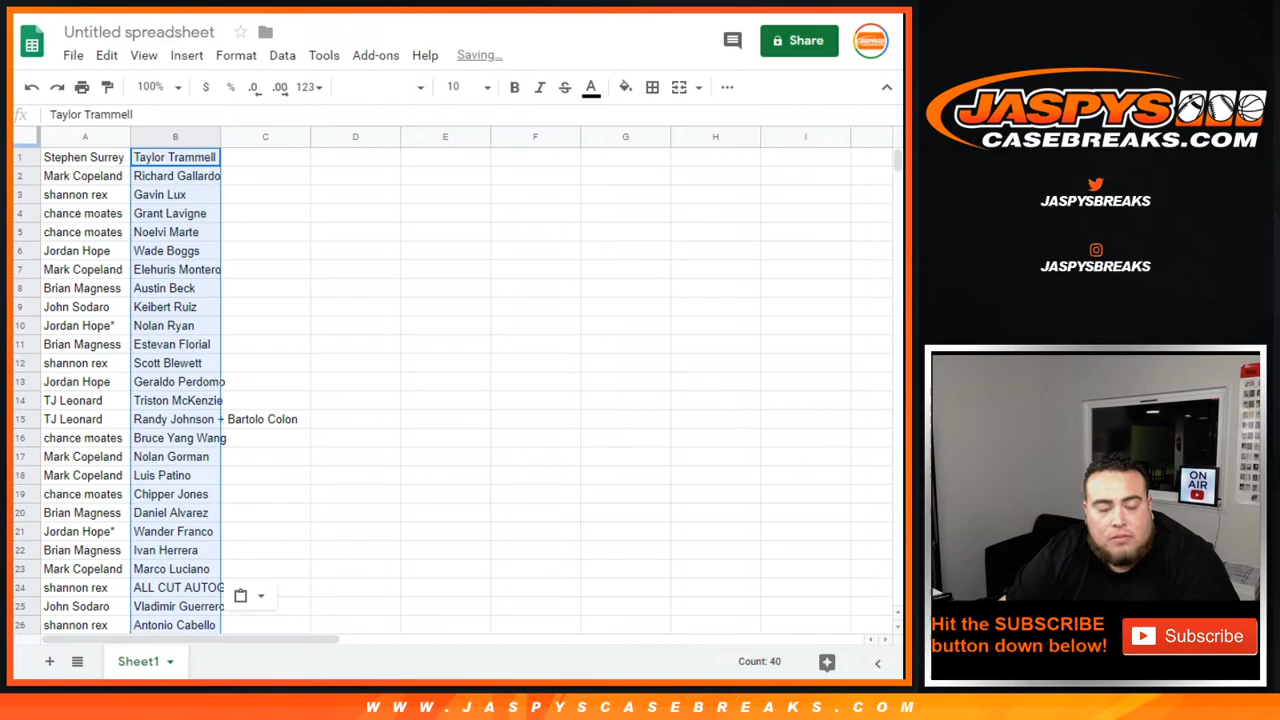 Untitled spreadsheet
File Edit View Insert Format Data Tools Add-ons Help Saving...
Share
100% $ % .0 .00 123 10 B I S A
fx Taylor Trammell
A B C D E F G H I
1 Stephen Surrey Taylor Trammell
2 Mark Copeland Richard Gallardo
3 shannon rex Gavin Lux
4 chance moates Grant Lavigne
5 chance moates Noelvi Marte
6 Jordan Hope Wade Boggs
7 Mark Copeland Elehuris Montero
8 Brian Magness Austin Beck
9 John Sodaro Keibert Ruiz
10 Jordan Hope* Nolan Ryan
11 Brian Magness Estevan Florial
12 shannon rex Scott Blewett
13 Jordan Hope Geraldo Perdomo
14 TJ Leonard Triston McKenzie
15 TJ Leonard Randy Johnson + Bartolo Colon
16 chance moates Bruce Yang Wang
17 Mark Copeland Nolan Gorman
18 Mark Copeland Luis Patino
19 chance moates Chipper Jones
20 Brian Magness Daniel Alvarez
21 Jordan Hope* Wander Franco
22 Brian Magness Ivan Herrera
23 Mark Copeland Marco Luciano
24 shannon rex ALL CUT AUTOG
25 John Sodaro Vladimir Guerrero
26 shannon rex Antonio Cabello
Sheet1
Count: 40
JASPYS
CASEBREAKS.COM
JASPYSBREAKS
JASPYSBREAKS
ON
AIR
Hit the SUBSCRIBE
button down below!
Subscribe
WWW.JASPYSCASEBREAKS.COM